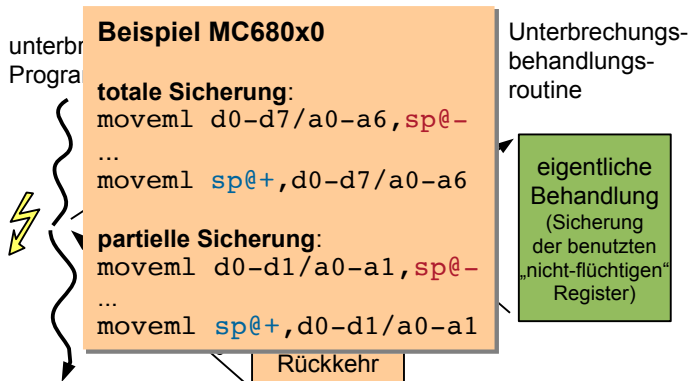 Beispiel MC680x0
totale Sicherung:
moveml d0-d7/a0-a6,sp@-
...
moveml sp@+,d0-d7/a0-a6
partielle Sicherung:
moveml d0-d1/a0-a1,sp@-
...
moveml sp@+,d0-d1/a0-a1
Rückkehr
Unterbrechungs-
behandlungs-
routine
eigentliche
Behandlung
(Sicherung
der benutzten
„nicht-flüchtigen“
Register)